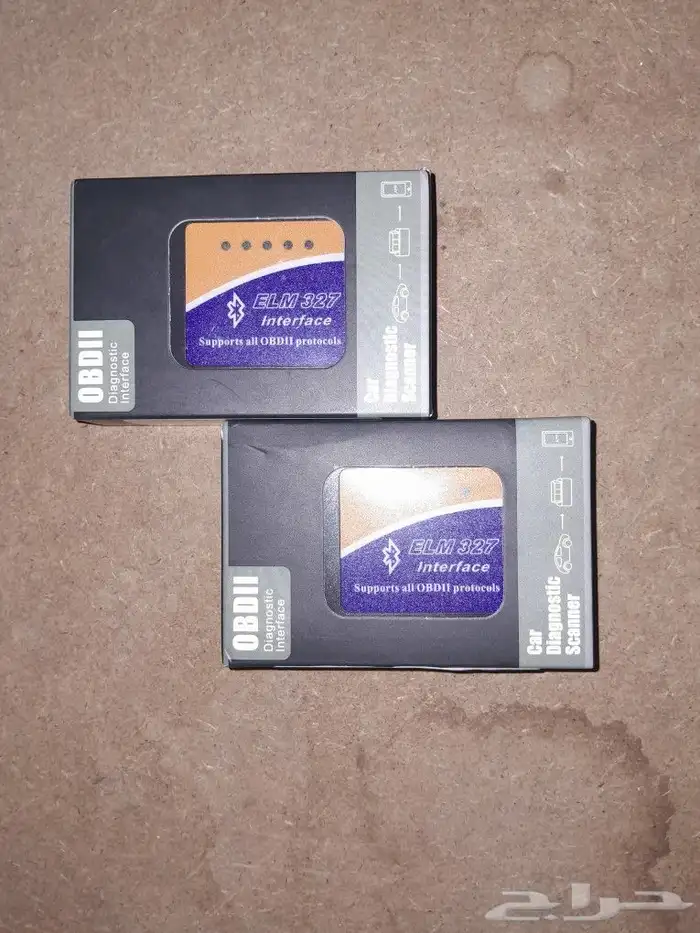 ELM 327
Interface
Supports all OBDII protocols
OBDII
Diagnostic
Interface
Car
Diagnostic
Scanner
ELM 327
Interface
Supports all OBDII protocols
OBDII
Diagnostic
Interface
Car
Diagnostic
Scanner
حراج